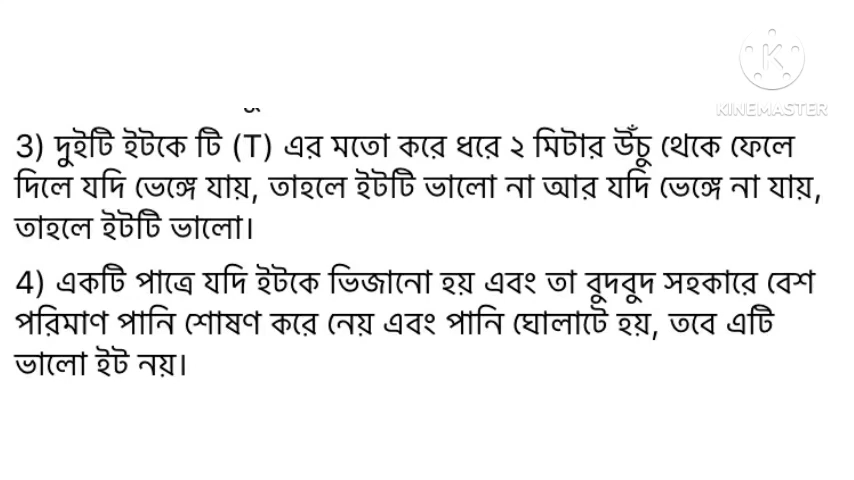 KINEMASTER
3) দুইটি ইটকে টি (T) এর মতো করে ধরে ২ মিটার উঁচু থেকে ফেলে
দিলে যদি ভেঙ্গে যায়, তাহলে ইটটি ভালো না আর যদি ভেঙ্গে না যায়,
তাহলে ইটটি ভালো।
4) একটি পাত্রে যদি ইটকে ভিজানো হয় এবং তা বুদবুদ সহকারে বেশ
পরিমাণ পানি শোষণ করে নেয় এবং পানি ঘোলাটে হয়, তবে এটি
ভালো ইট নয়।